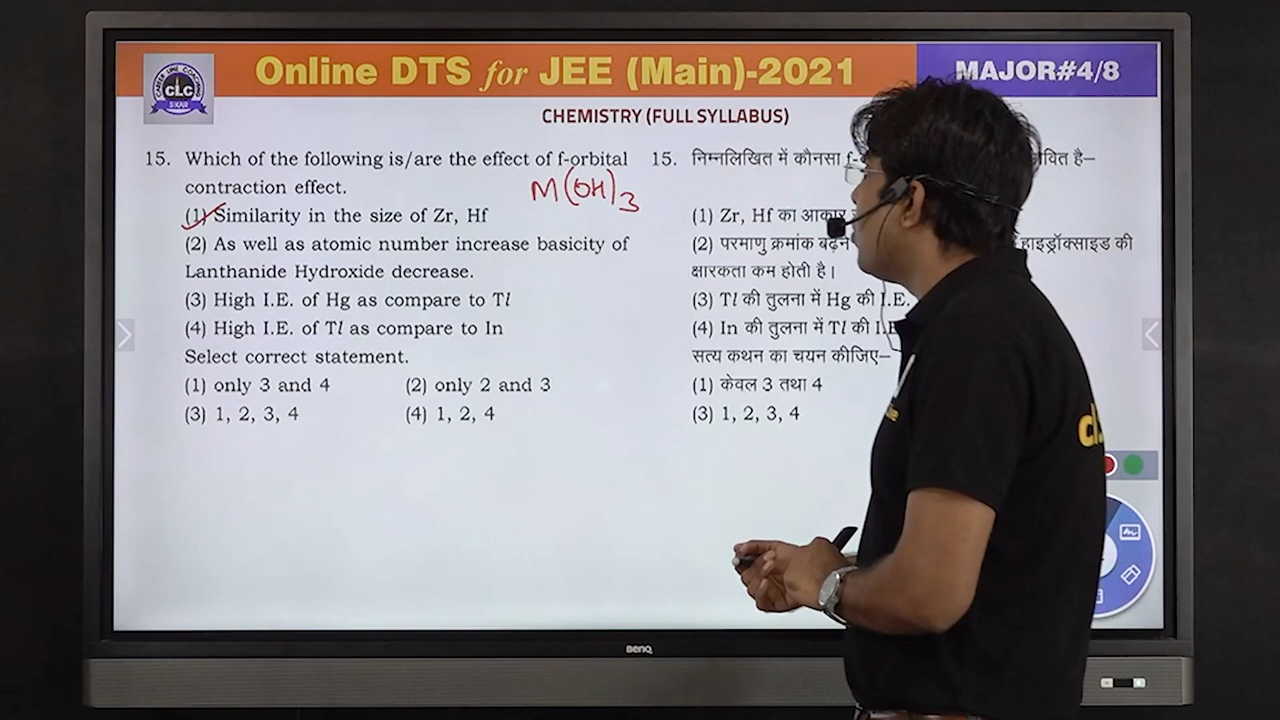 Online DTS for JEE (Main)-2021
MAJOR#4/8
CAREER LINE COACHING
CLC
SIKAR
CHEMISTRY (FULL SYLLABUS)
15. Which of the following is/are the effect of f-orbital
contraction effect.
M(OH)3
(1) Similarity in the size of Zr, Hf
(2) As well as atomic number increase basicity of
Lanthanide Hydroxide decrease.
(3) High I.E. of Hg as compare to Tl
(4) High I.E. of Tl as compare to In
Select correct statement.
(1) only 3 and 4 (2) only 2 and 3
(3) 1, 2, 3, 4 (4) 1, 2, 4
15. निम्नलिखित में कौनसा f-
है–
(1) Zr, Hf का आकार
(2) परमाणु क्रमांक बढ़ने हाइड्रॉक्साइड की
क्षारकता कम होती है।
(3) Tl की तुलना में Hg की I.E.
(4) In की तुलना में Tl की I.E
सत्य कथन का चयन कीजिए–
(1) केवल 3 तथा 4
(3) 1, 2, 3, 4
BenQ